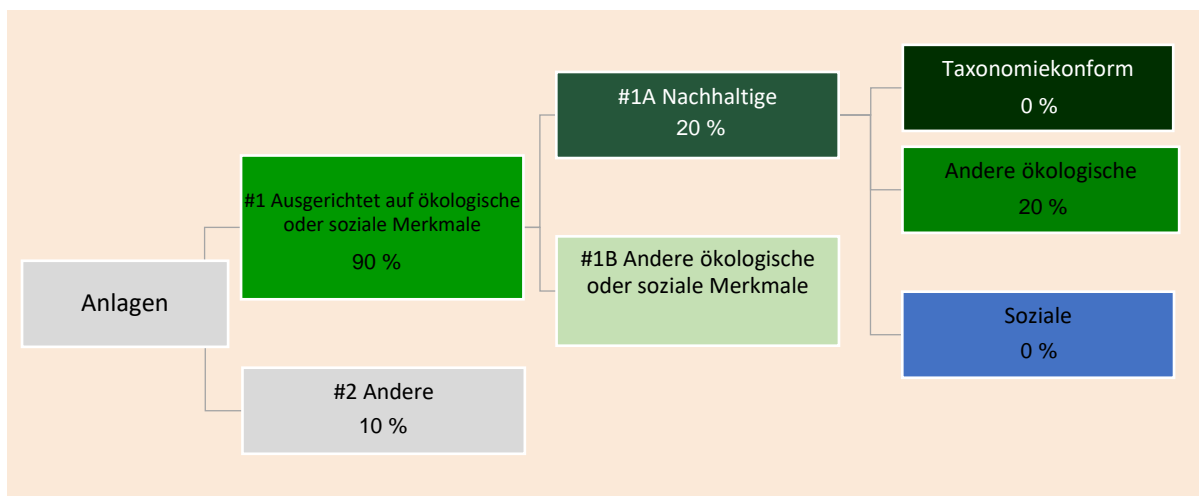 Anlagen
#1 Ausgerichtet auf ökologische
oder soziale Merkmale
90 %
#2 Andere
10 %
#1A Nachhaltige
20 %
#1B Andere ökologische
oder soziale Merkmale
Taxonomiekonform
0 %
Andere ökologische
20 %
Soziale
0 %